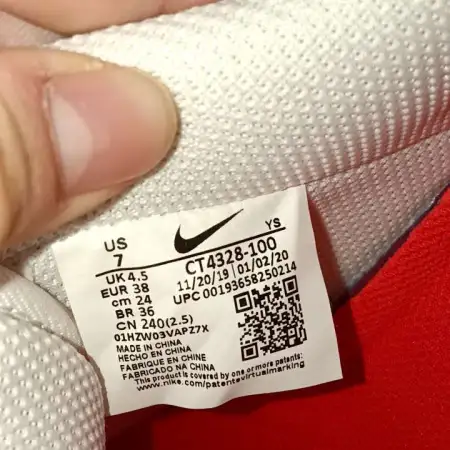 US
7
YS
UK 4.5
EUR 38
cm 24
BR 36
CN 240(2.5)
CT4328-100
11/20/19 | 01/02/20
UPC 00193658250214
01HZW03VAPZ7X
MADE IN CHINA
HECHO EN CHINA
FABRIQUE EN CHINE
FABRICADO NA CHINA
This product is covered by one or more patents:
www.nike.com/patentsvirtualmarking